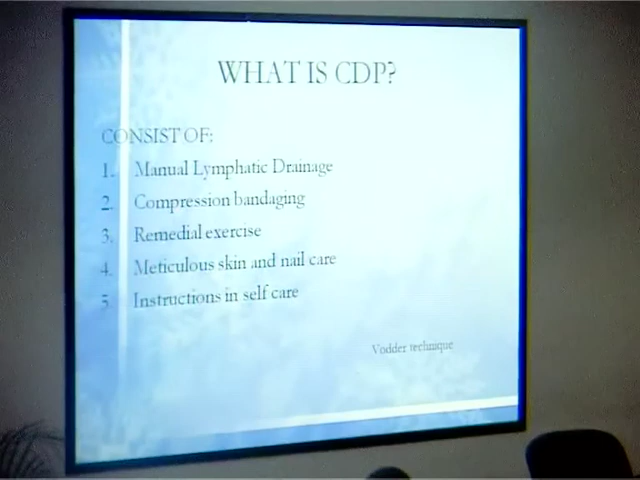 WHAT IS CDP?
CONSIST OF:
1. Manual Lymphatic Drainage
2. Compression bandaging
3. Remedial exercise
4. Meticulous skin and nail care
5. Instructions in self care
Vodder technique